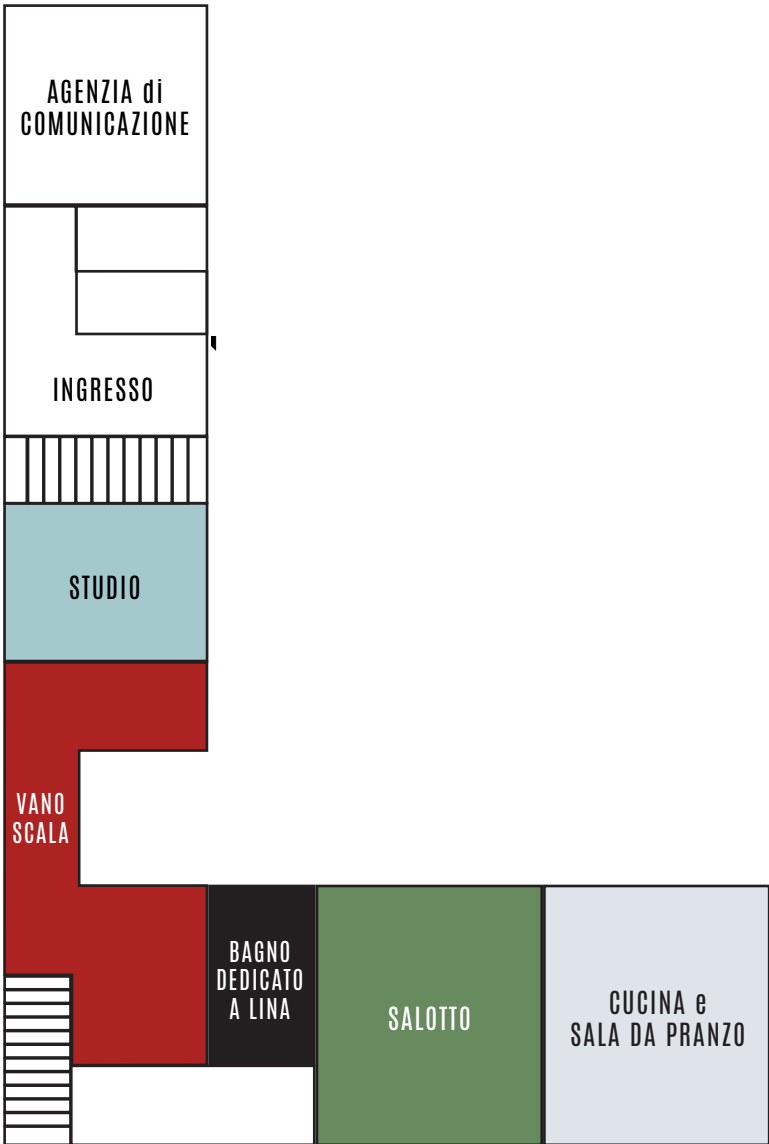 AGENZIA di
COMUNICAZIONE
INGRESSO
STUDIO
VANO
SCALA
BAGNO
DEDICATO
A LINA
SALOTTO
CUCINA e
SALA DA PRANZO